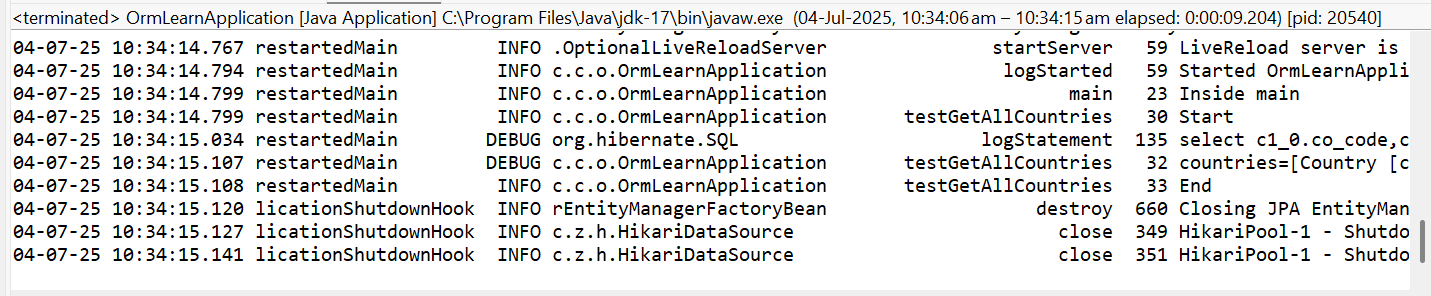 <terminated> OrmLearnApplication [Java Application] C:\Program Files\Java\jdk-17\bin\javaw.exe (04-Jul-2025, 10:34:06 am – 10:34:15 am elapsed: 0:00:09.204) [pid: 20540]
04-07-25 10:34:14.767 restartedMain INFO .OptionalLiveReloadServer startServer 59 LiveReload server is
04-07-25 10:34:14.794 restartedMain INFO c.c.o.OrmLearnApplication logStarted 59 Started OrmLearnAppli
04-07-25 10:34:14.799 restartedMain INFO c.c.o.OrmLearnApplication main 23 Inside main
04-07-25 10:34:14.799 restartedMain INFO c.c.o.OrmLearnApplication testGetAllCountries 30 Start
04-07-25 10:34:15.034 restartedMain DEBUG org.hibernate.SQL logStatement 135 select c1_0.co_code,c
04-07-25 10:34:15.107 restartedMain DEBUG c.c.o.OrmLearnApplication testGetAllCountries 32 countries=[Country [c
04-07-25 10:34:15.108 restartedMain INFO c.c.o.OrmLearnApplication testGetAllCountries 33 End
04-07-25 10:34:15.120 licationShutdownHook INFO rEntityManagerFactoryBean destroy 660 Closing JPA EntityMan
04-07-25 10:34:15.127 licationShutdownHook INFO c.z.h.HikariDataSource close 349 HikariPool-1 - Shutdo
04-07-25 10:34:15.141 licationShutdownHook INFO c.z.h.HikariDataSource close 351 HikariPool-1 - Shutdo